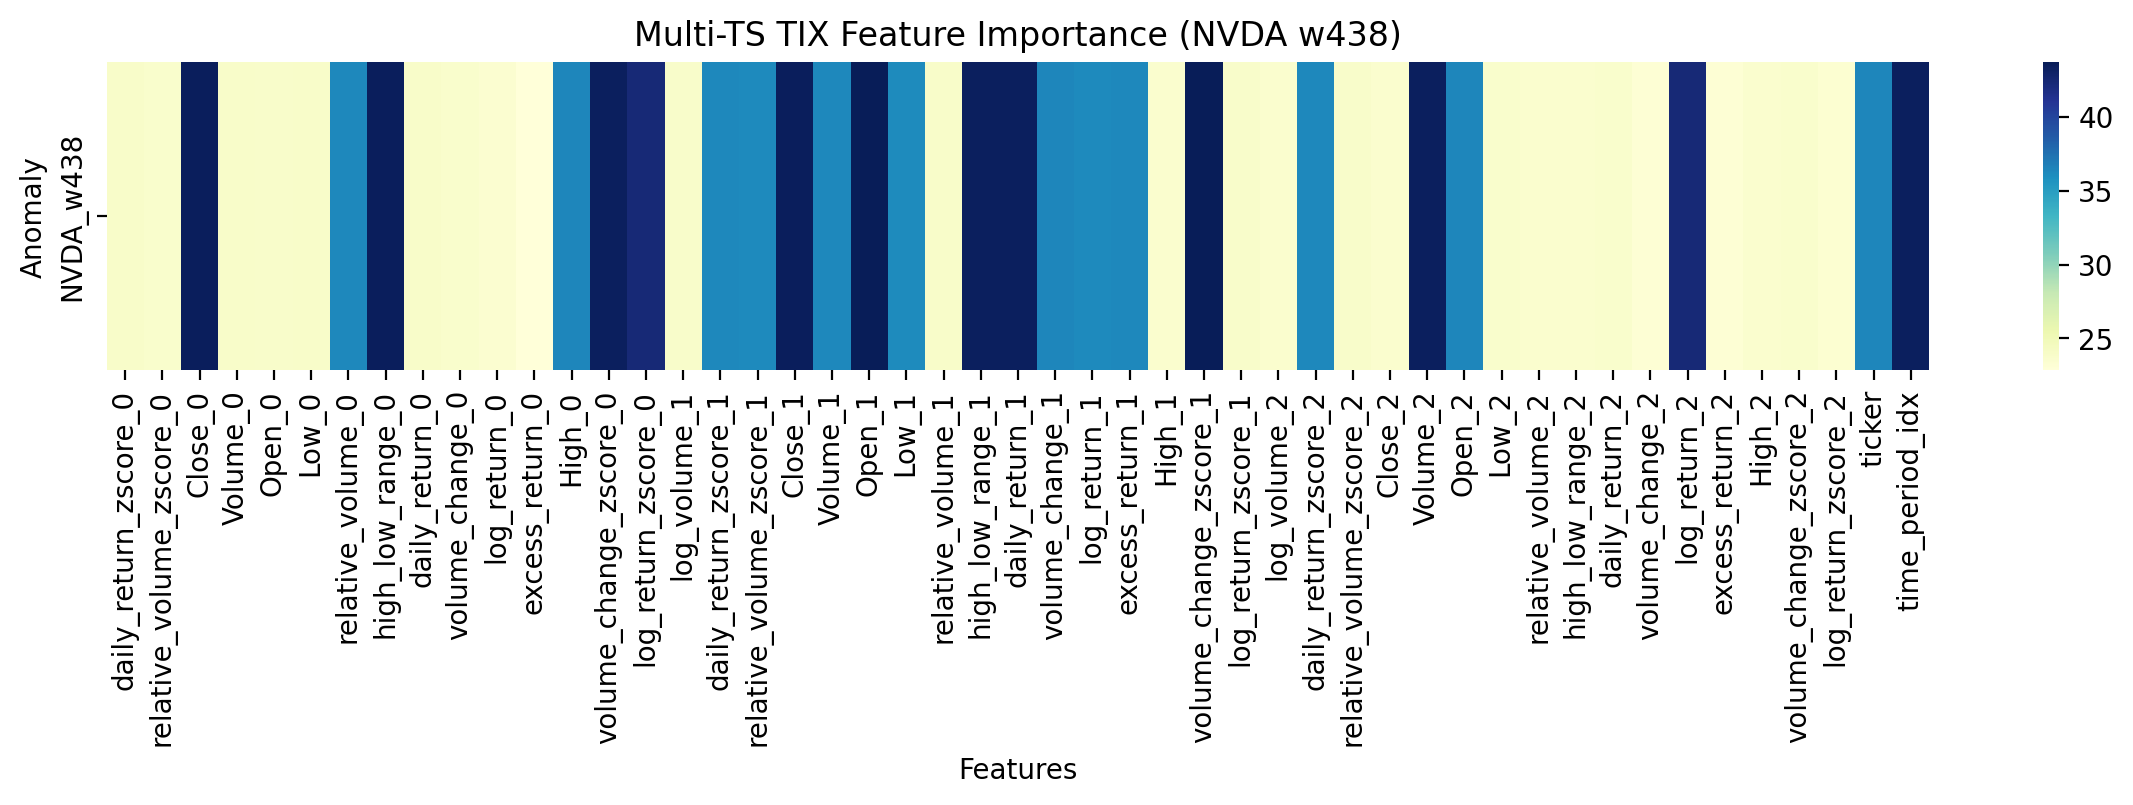 Multi-TS TIX Feature Importance (NVDA w438)
Anomaly
NVDA_w438
40
35
30
25
daily_return_zscore_0
relative_volume_zscore_0
Close_0
Volume_0
Open_0
Low_0
relative_volume_0
high_low_range_0
daily_return_0
volume_change_0
log_return_0
excess_return_0
High_0
volume_change_zscore_0
log_return_zscore_0
log_volume_1
daily_return_zscore_1
relative_volume_zscore_1
Close_1
Volume_1
Open_1
Low_1
relative_volume_1
high_low_range_1
daily_return_1
volume_change_1
log_return_1
excess_return_1
High_1
volume_change_zscore_1
log_return_zscore_1
log_volume_2
daily_return_zscore_2
relative_volume_zscore_2
Close_2
Volume_2
Open_2
Low_2
relative_volume_2
high_low_range_2
daily_return_2
volume_change_2
log_return_2
excess_return_2
High_2
volume_change_zscore_2
log_return_zscore_2
ticker
time_period_idx
Features